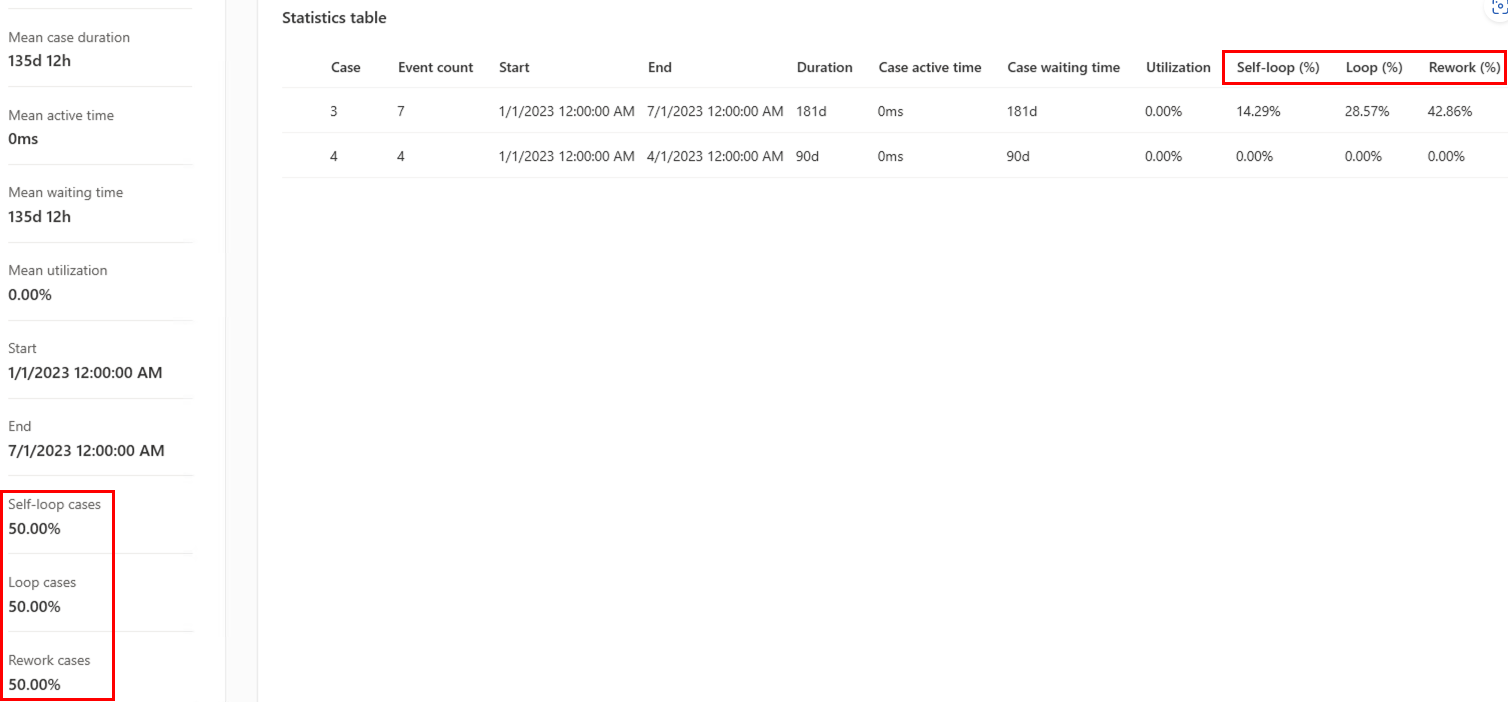 Mean case duration
135d 12h
Mean active time
0ms
Mean waiting time
135d 12h
Mean utilization
0.00%
Start
1/1/2023 12:00:00 AM
End
7/1/2023 12:00:00 AM
Self-loop cases
50.00%
Loop cases
50.00%
Rework cases
50.00%
Statistics table
Case Event count Start End Duration Case active time Case waiting time Utilization Self-loop (%) Loop (%) Rework (%)
3 7 1/1/2023 12:00:00 AM 7/1/2023 12:00:00 AM 181d 0ms 181d 0.00% 14.29% 28.57% 42.86%
4 4 1/1/2023 12:00:00 AM 4/1/2023 12:00:00 AM 90d 0ms 90d 0.00% 0.00% 0.00% 0.00%